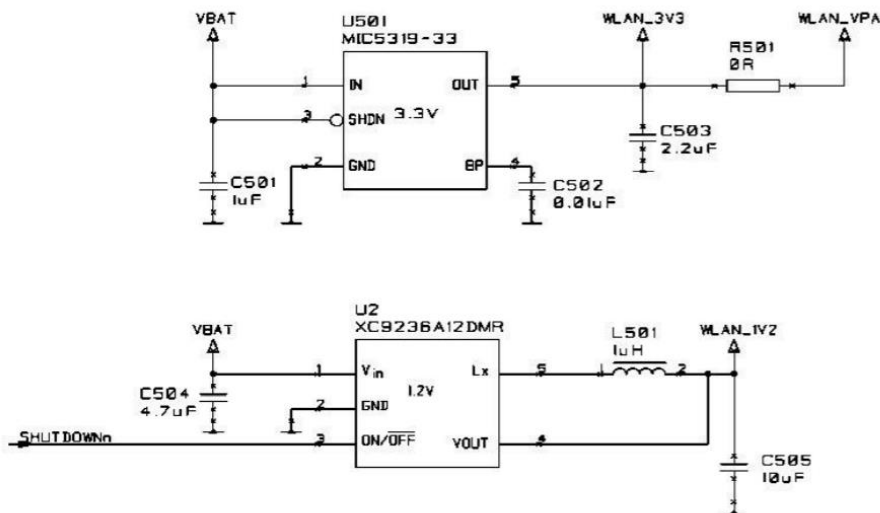 VBAT
U501
MIC5319-33
WLAN_3V3
WLAN_VPA
R501
0R
1
IN
OUT
5
3
SHDN
3.3V
2
GND
BP
4
C501
1uF
C502
0.01uF
C503
2.2uF
VBAT
U2
XC9236A12DMR
L501
1uH
WLAN_1V2
1
Vin
Lx
5
1
2
1.2V
C504
4.7uF
2
GND
SHUTDOWNn
3
ON/OFF
VOUT
4
C505
10uF